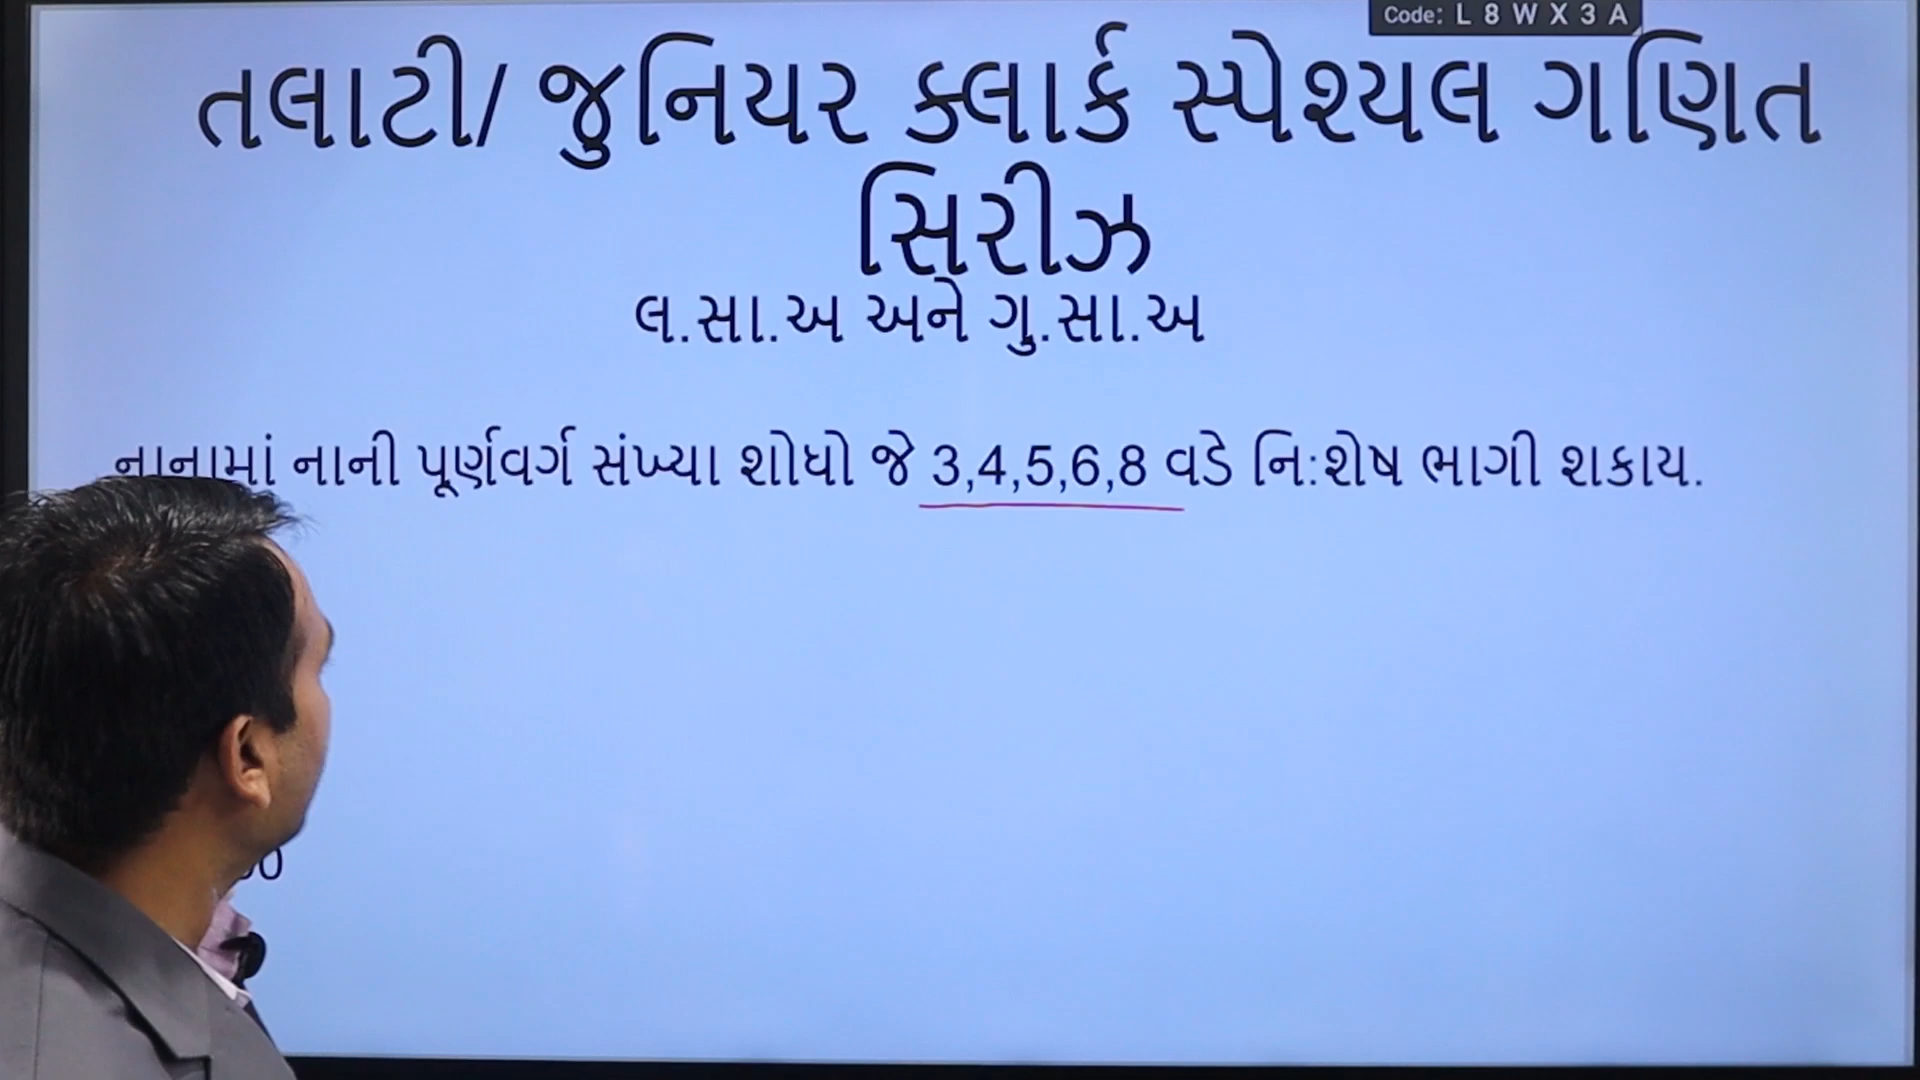 Code: L 8 W X 3 A
તલાટી/ જુનિયર ક્લાર્ક સ્પેશ્યલ ગણિત
સિરીઝ
લ.સા.અ અને ગુ.સા.અ
નાનામાં નાની પૂર્ણવર્ગ સંખ્યા શોધો જે 3,4,5,6,8 વડે નિ:શેષ ભાગી શકાય.